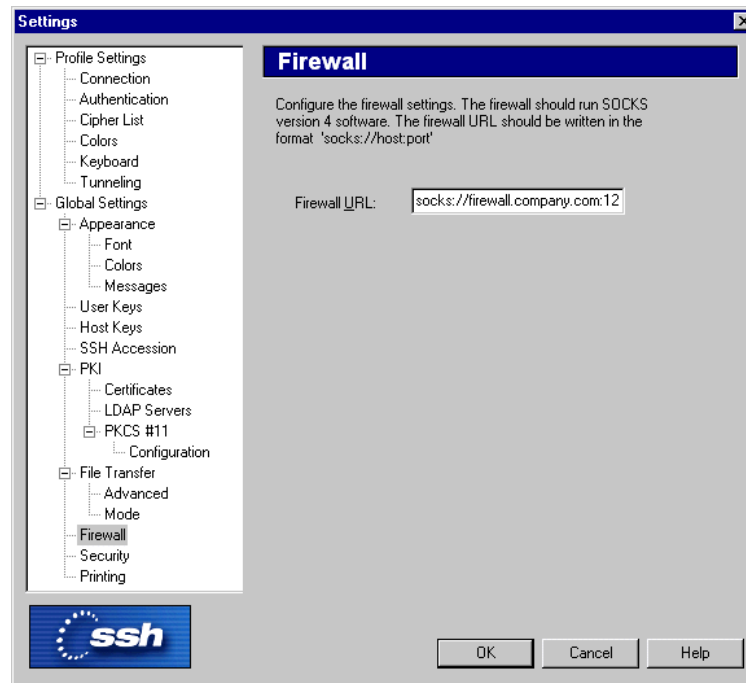 Settings
Profile Settings
Connection
Authentication
Cipher List
Colors
Keyboard
Tunneling
Global Settings
Appearance
Font
Colors
Messages
User Keys
Host Keys
SSH Accession
PKI
Certificates
LDAP Servers
PKCS #11
Configuration
File Transfer
Advanced
Mode
Firewall
Security
Printing
ssh
Firewall
Configure the firewall settings. The firewall should run SOCKS
version 4 software. The firewall URL should be written in the
format 'socks://host:port'
Firewall URL: socks://firewall.company.com:12
OK Cancel Help